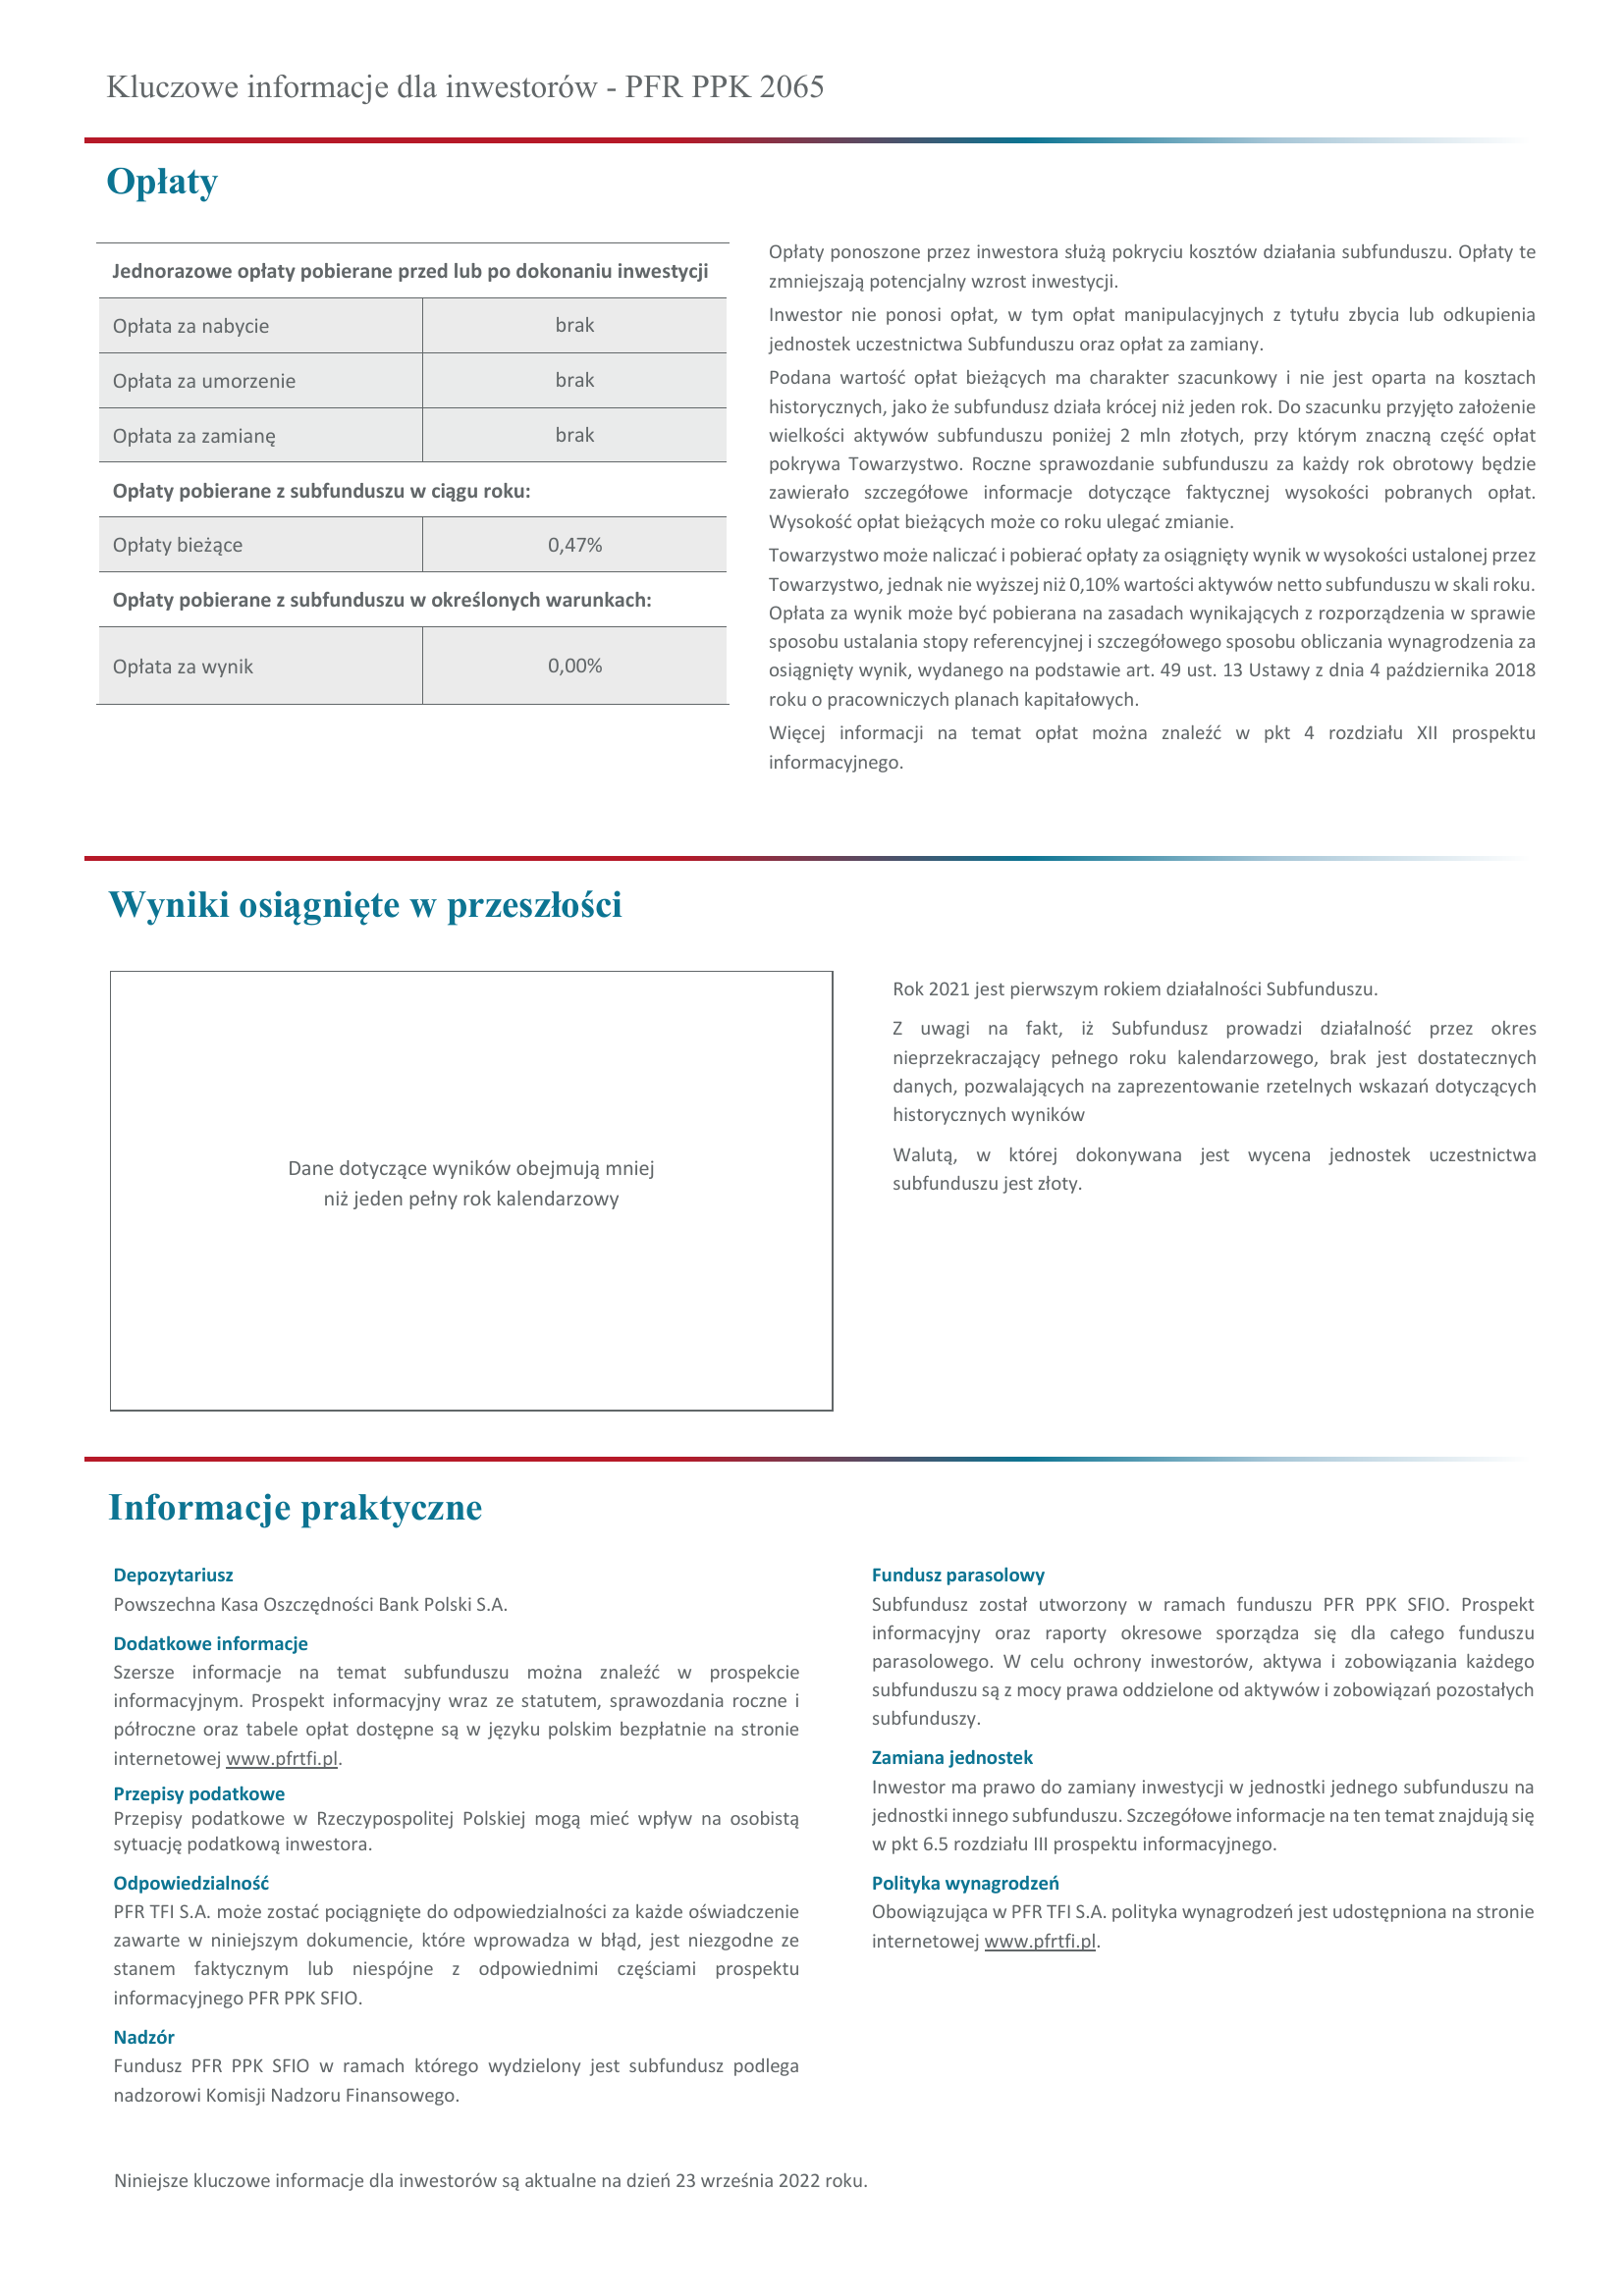 Kluczowe informacje dla inwestorów - PFR PPK 2065
Opłaty
Jednorazowe opłaty pobierane przed lub po dokonaniu inwestycji
Opłata za nabycie brak
Opłata za umorzenie brak
Opłata za zamianę brak
Opłaty pobierane z subfunduszu w ciągu roku:
Opłaty bieżące 0,47%
Opłaty pobierane z subfunduszu w określonych warunkach:
Opłata za wynik 0,00%
Opłaty ponoszone przez inwestora służą pokryciu kosztów działania subfunduszu. Opłaty te
zmniejszają potencjalny wzrost inwestycji.
Inwestor nie ponosi opłat, w tym opłat manipulacyjnych z tytułu zbycia lub odkupienia
jednostek uczestnictwa Subfunduszu oraz opłat za zamiany.
Podana wartość opłat bieżących ma charakter szacunkowy i nie jest oparta na kosztach
historycznych, jako że subfundusz działa krócej niż jeden rok. Do szacunku przyjęto założenie
wielkości aktywów subfunduszu poniżej 2 mln złotych, przy którym znaczną część opłat
pokrywa Towarzystwo. Roczne sprawozdanie subfunduszu za każdy rok obrotowy będzie
zawierało szczegółowe informacje dotyczące faktycznej wysokości pobranych opłat.
Wysokość opłat bieżących może co roku ulegać zmianie.
Towarzystwo może naliczać i pobierać opłaty za osiągnięty wynik w wysokości ustalonej przez
Towarzystwo, jednak nie wyższej niż 0,10% wartości aktywów netto subfunduszu w skali roku.
Opłata za wynik może być pobierana na zasadach wynikających z rozporządzenia w sprawie
sposobu ustalania stopy referencyjnej i szczegółowego sposobu obliczania wynagrodzenia za
osiągnięty wynik, wydanego na podstawie art. 49 ust. 13 Ustawy z dnia 4 października 2018
roku o pracowniczych planach kapitałowych.
Więcej informacji na temat opłat można znaleźć w pkt 4 rozdziału XII prospektu
informacyjnego.
Wyniki osiągnięte w przeszłości
Dane dotyczące wyników obejmują mniej
niż jeden pełny rok kalendarzowy
Rok 2021 jest pierwszym rokiem działalności Subfunduszu.
Z uwagi na fakt, iż Subfundusz prowadzi działalność przez okres
nieprzekraczający pełnego roku kalendarzowego, brak jest dostatecznych
danych, pozwalających na zaprezentowanie rzetelnych wskazań dotyczących
historycznych wyników
Walutą, w której dokonywana jest wycena jednostek uczestnictwa
subfunduszu jest złoty.
Informacje praktyczne
Depozytariusz
Powszechna Kasa Oszczędności Bank Polski S.A.
Dodatkowe informacje
Szersze informacje na temat subfunduszu można znaleźć w prospekcie
informacyjnym. Prospekt informacyjny wraz ze statutem, sprawozdania roczne i
półroczne oraz tabele opłat dostępne są w języku polskim bezpłatnie na stronie
internetowej www.pfrtfi.pl.
Przepisy podatkowe
Przepisy podatkowe w Rzeczypospolitej Polskiej mogą mieć wpływ na osobistą
sytuację podatkową inwestora.
Odpowiedzialność
PFR TFI S.A. może zostać pociągnięte do odpowiedzialności za każde oświadczenie
zawarte w niniejszym dokumencie, które wprowadza w błąd, jest niezgodne ze
stanem faktycznym lub niespójne z odpowiednimi częściami prospektu
informacyjnego PFR PPK SFIO.
Nadzór
Fundusz PFR PPK SFIO w ramach którego wydzielony jest subfundusz podlega
nadzorowi Komisji Nadzoru Finansowego.
Fundusz parasolowy
Subfundusz został utworzony w ramach funduszu PFR PPK SFIO. Prospekt
informacyjny oraz raporty okresowe sporządza się dla całego funduszu
parasolowego. W celu ochrony inwestorów, aktywa i zobowiązania każdego
subfunduszu są z mocy prawa oddzielone od aktywów i zobowiązań pozostałych
subfunduszy.
Zamiana jednostek
Inwestor ma prawo do zamiany inwestycji w jednostki jednego subfunduszu na
jednostki innego subfunduszu. Szczegółowe informacje na ten temat znajdują się
w pkt 6.5 rozdziału III prospektu informacyjnego.
Polityka wynagrodzeń
Obowiązująca w PFR TFI S.A. polityka wynagrodzeń jest udostępniona na stronie
internetowej www.pfrtfi.pl.
Niniejsze kluczowe informacje dla inwestorów są aktualne na dzień 23 września 2022 roku.